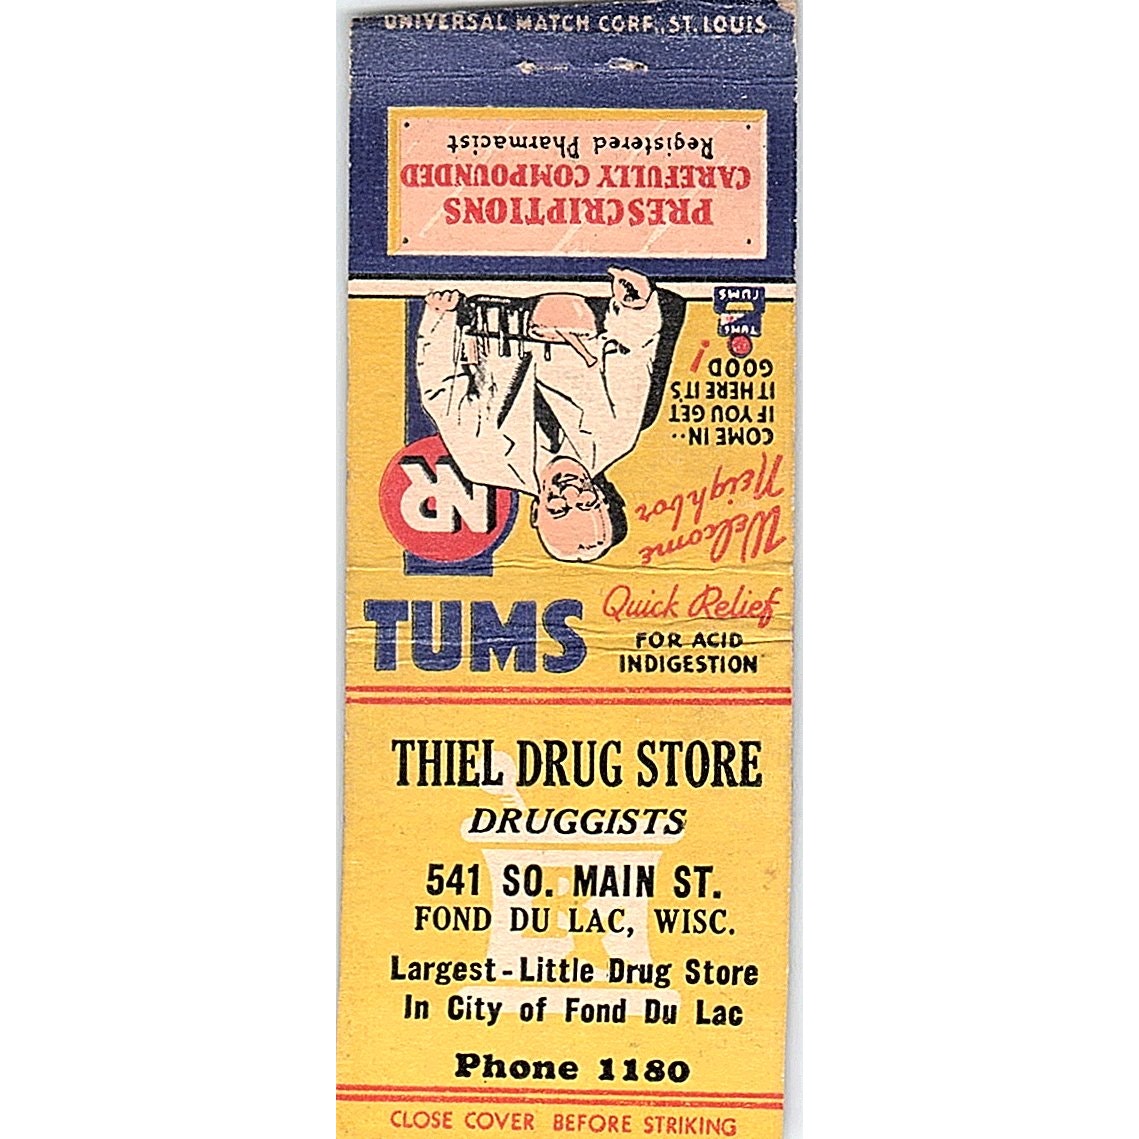 UNIVERSAL MATCH CORP., ST. LOUIS
PRESCRIPTIONS
CAREFULLY COMPOUNDED
Registered Pharmacist
Welcome
Neighbor
COME IN..
IF YOU GET
IT HERE IT'S
GOOD!
TUMS
TUMS
NR
TUMS
Quick Relief
FOR ACID
INDIGESTION
THIEL DRUG STORE
DRUGGISTS
541 SO. MAIN ST.
FOND DU LAC, WISC.
Largest-Little Drug Store
In City of Fond Du Lac
Phone 1180
CLOSE COVER BEFORE STRIKING